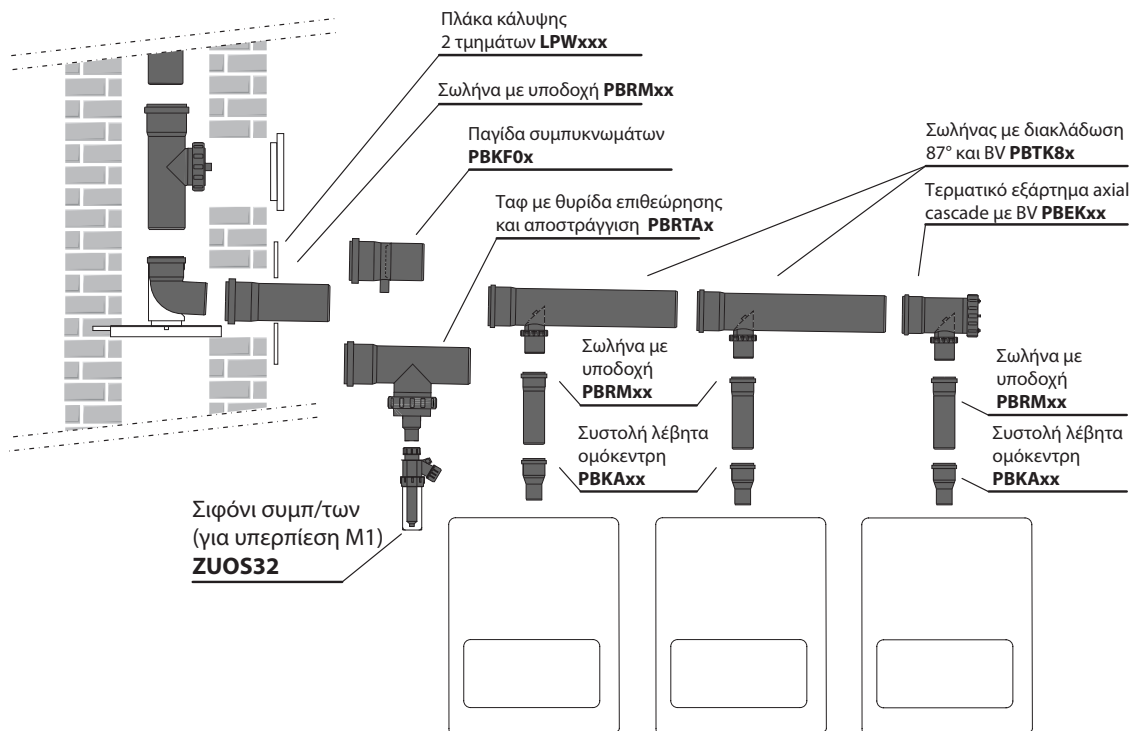 Πλάκα κάλυψης
2 τμημάτων LPWxxx
Σωλήνα με υποδοχή PBRMxx
Παγίδα συμπυκνωμάτων
PBKF0x
Ταφ με θυρίδα επιθεώρησης
και αποστράγγιση PBRTAx
Σωλήνας με διακλάδωση
87° και BV PBTK8x
Τερματικό εξάρτημα axial
cascade με BV PBEKxx
Σωλήνα με
υποδοχή
PBRMxx
Συστολή λέβητα
ομόκεντρη
PBKAxx
Σωλήνα με
υποδοχή
PBRMxx
Συστολή λέβητα
ομόκεντρη
PBKAxx
Σιφόνι συμπ/των
(για υπερπίεση M1)
ZUOS32